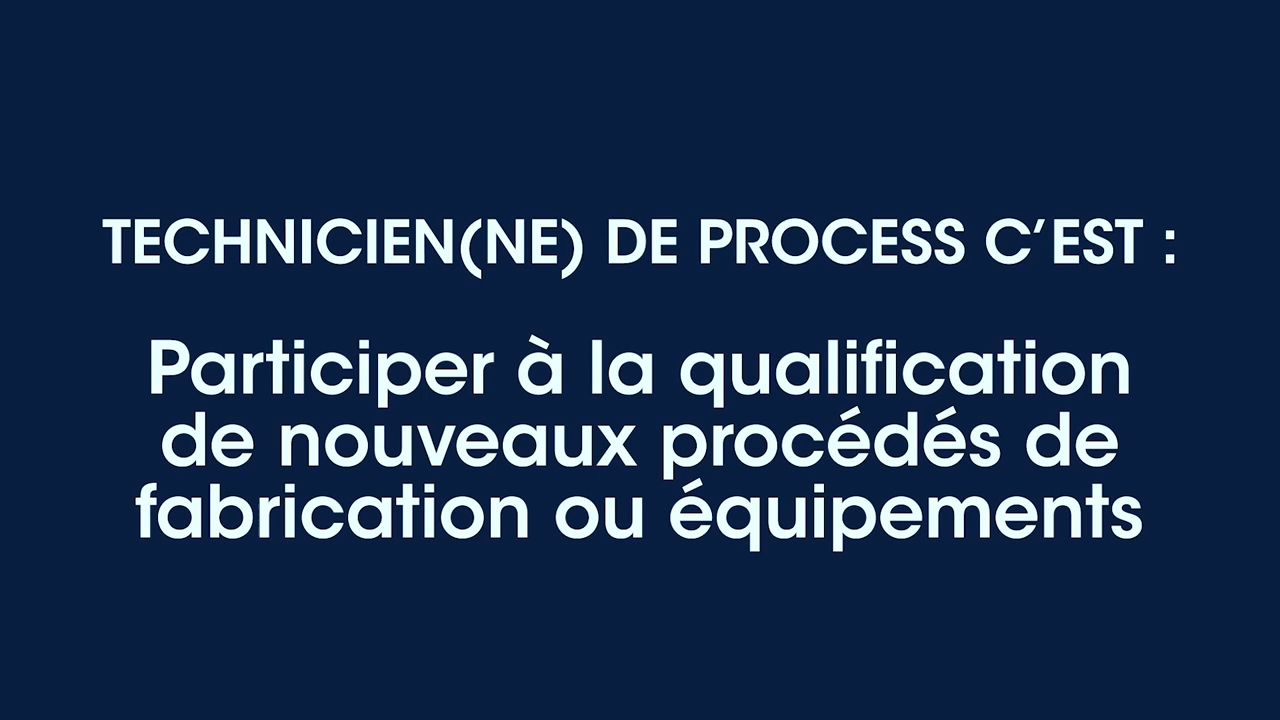 TECHNICIEN(NE) DE PROCESS C’EST :
Participer à la qualification
de nouveaux procédés de
fabrication ou équipements